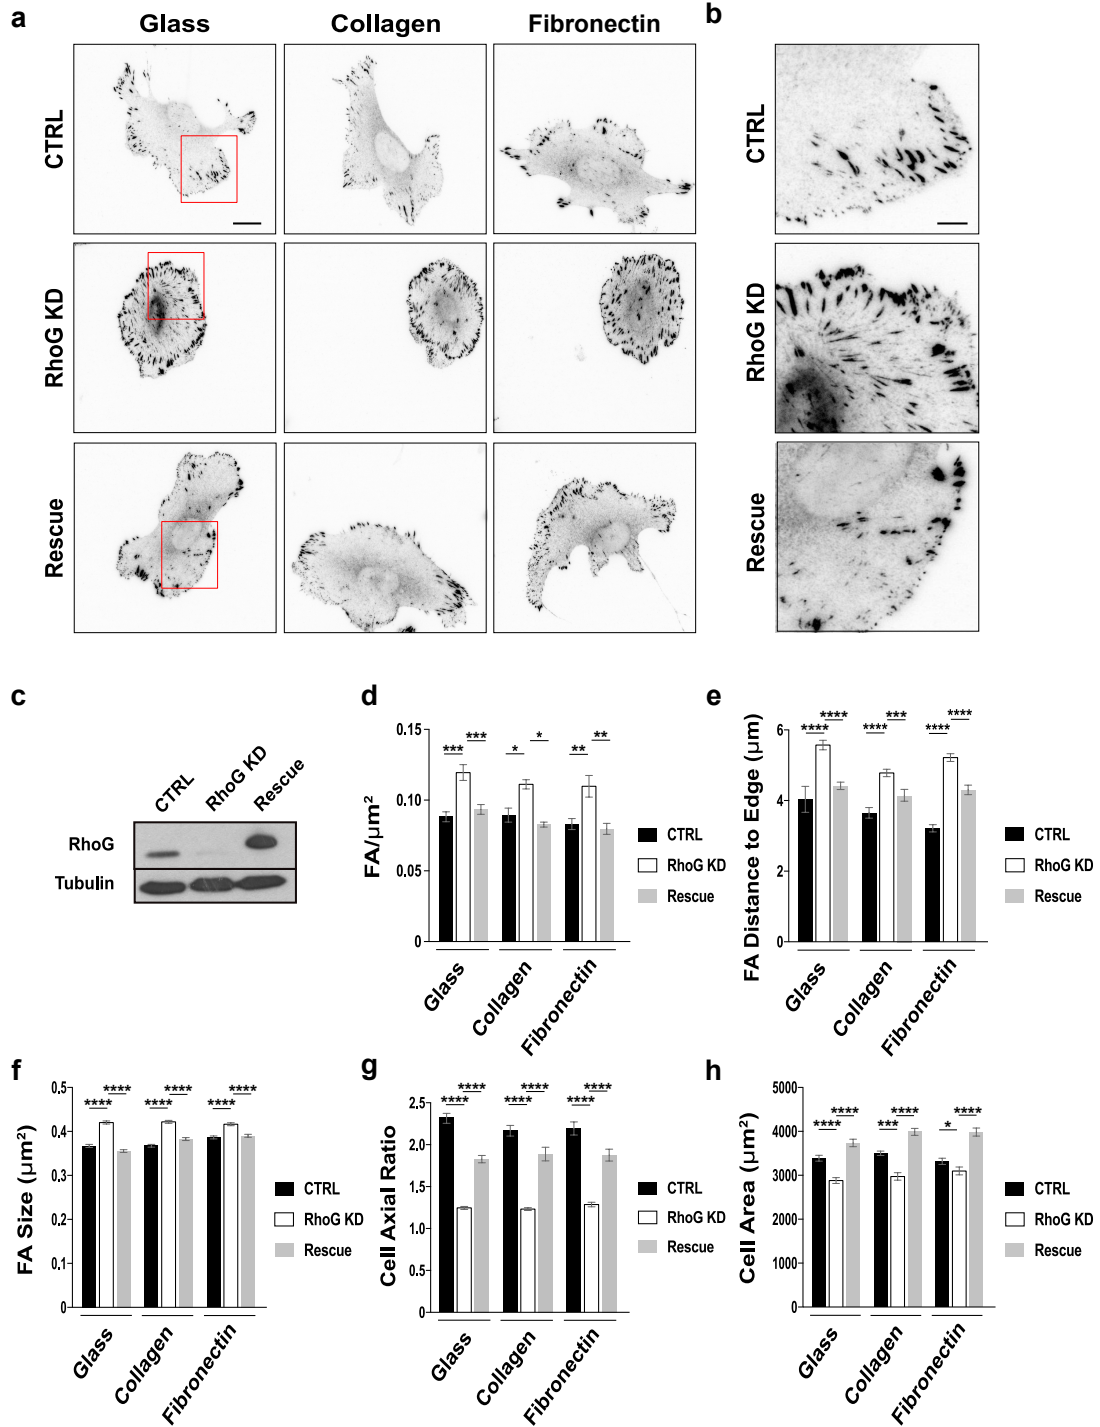 a
Glass
Collagen
Fibronectin
b
CTRL
CTRL
RhoG KD
RhoG KD
Rescue
Rescue
c
CTRL
RhoG KD
Rescue
RhoG
Tubulin
d
FA/µm²
0.15
0.10
0.05
0
*** *** * * ** **
Glass
Collagen
Fibronectin
CTRL
RhoG KD
Rescue
e
FA Distance to Edge (µm)
6
4
2
0
**** **** **** *** **** ****
Glass
Collagen
Fibronectin
CTRL
RhoG KD
Rescue
f
FA Size (µm²)
0,5
0,4
0,3
0,2
0,1
0
**** **** **** **** **** ****
Glass
Collagen
Fibronectin
CTRL
RhoG KD
Rescue
g
Cell Axial Ratio
2.5
2.0
1.5
1.0
0.5
0
**** **** **** **** **** ****
Glass
Collagen
Fibronectin
CTRL
RhoG KD
Rescue
h
Cell Area (µm²)
5000
4000
3000
2000
1000
0
**** **** *** **** * ****
Glass
Collagen
Fibronectin
CTRL
RhoG KD
Rescue